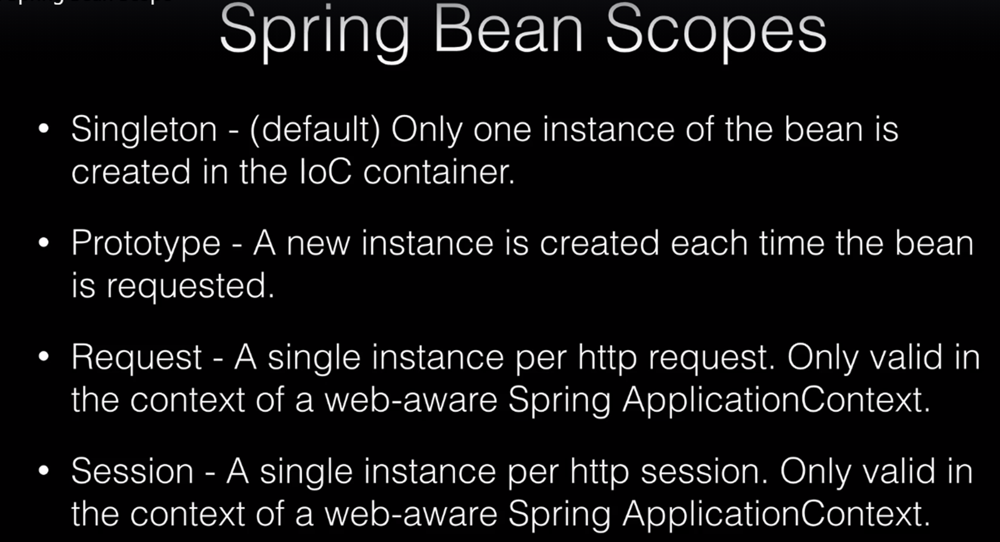 Spring Bean Scopes
• Singleton - (default) Only one instance of the bean is
created in the IoC container.
• Prototype - A new instance is created each time the bean
is requested.
• Request - A single instance per http request. Only valid in
the context of a web-aware Spring ApplicationContext.
• Session - A single instance per http session. Only valid in
the context of a web-aware Spring ApplicationContext.